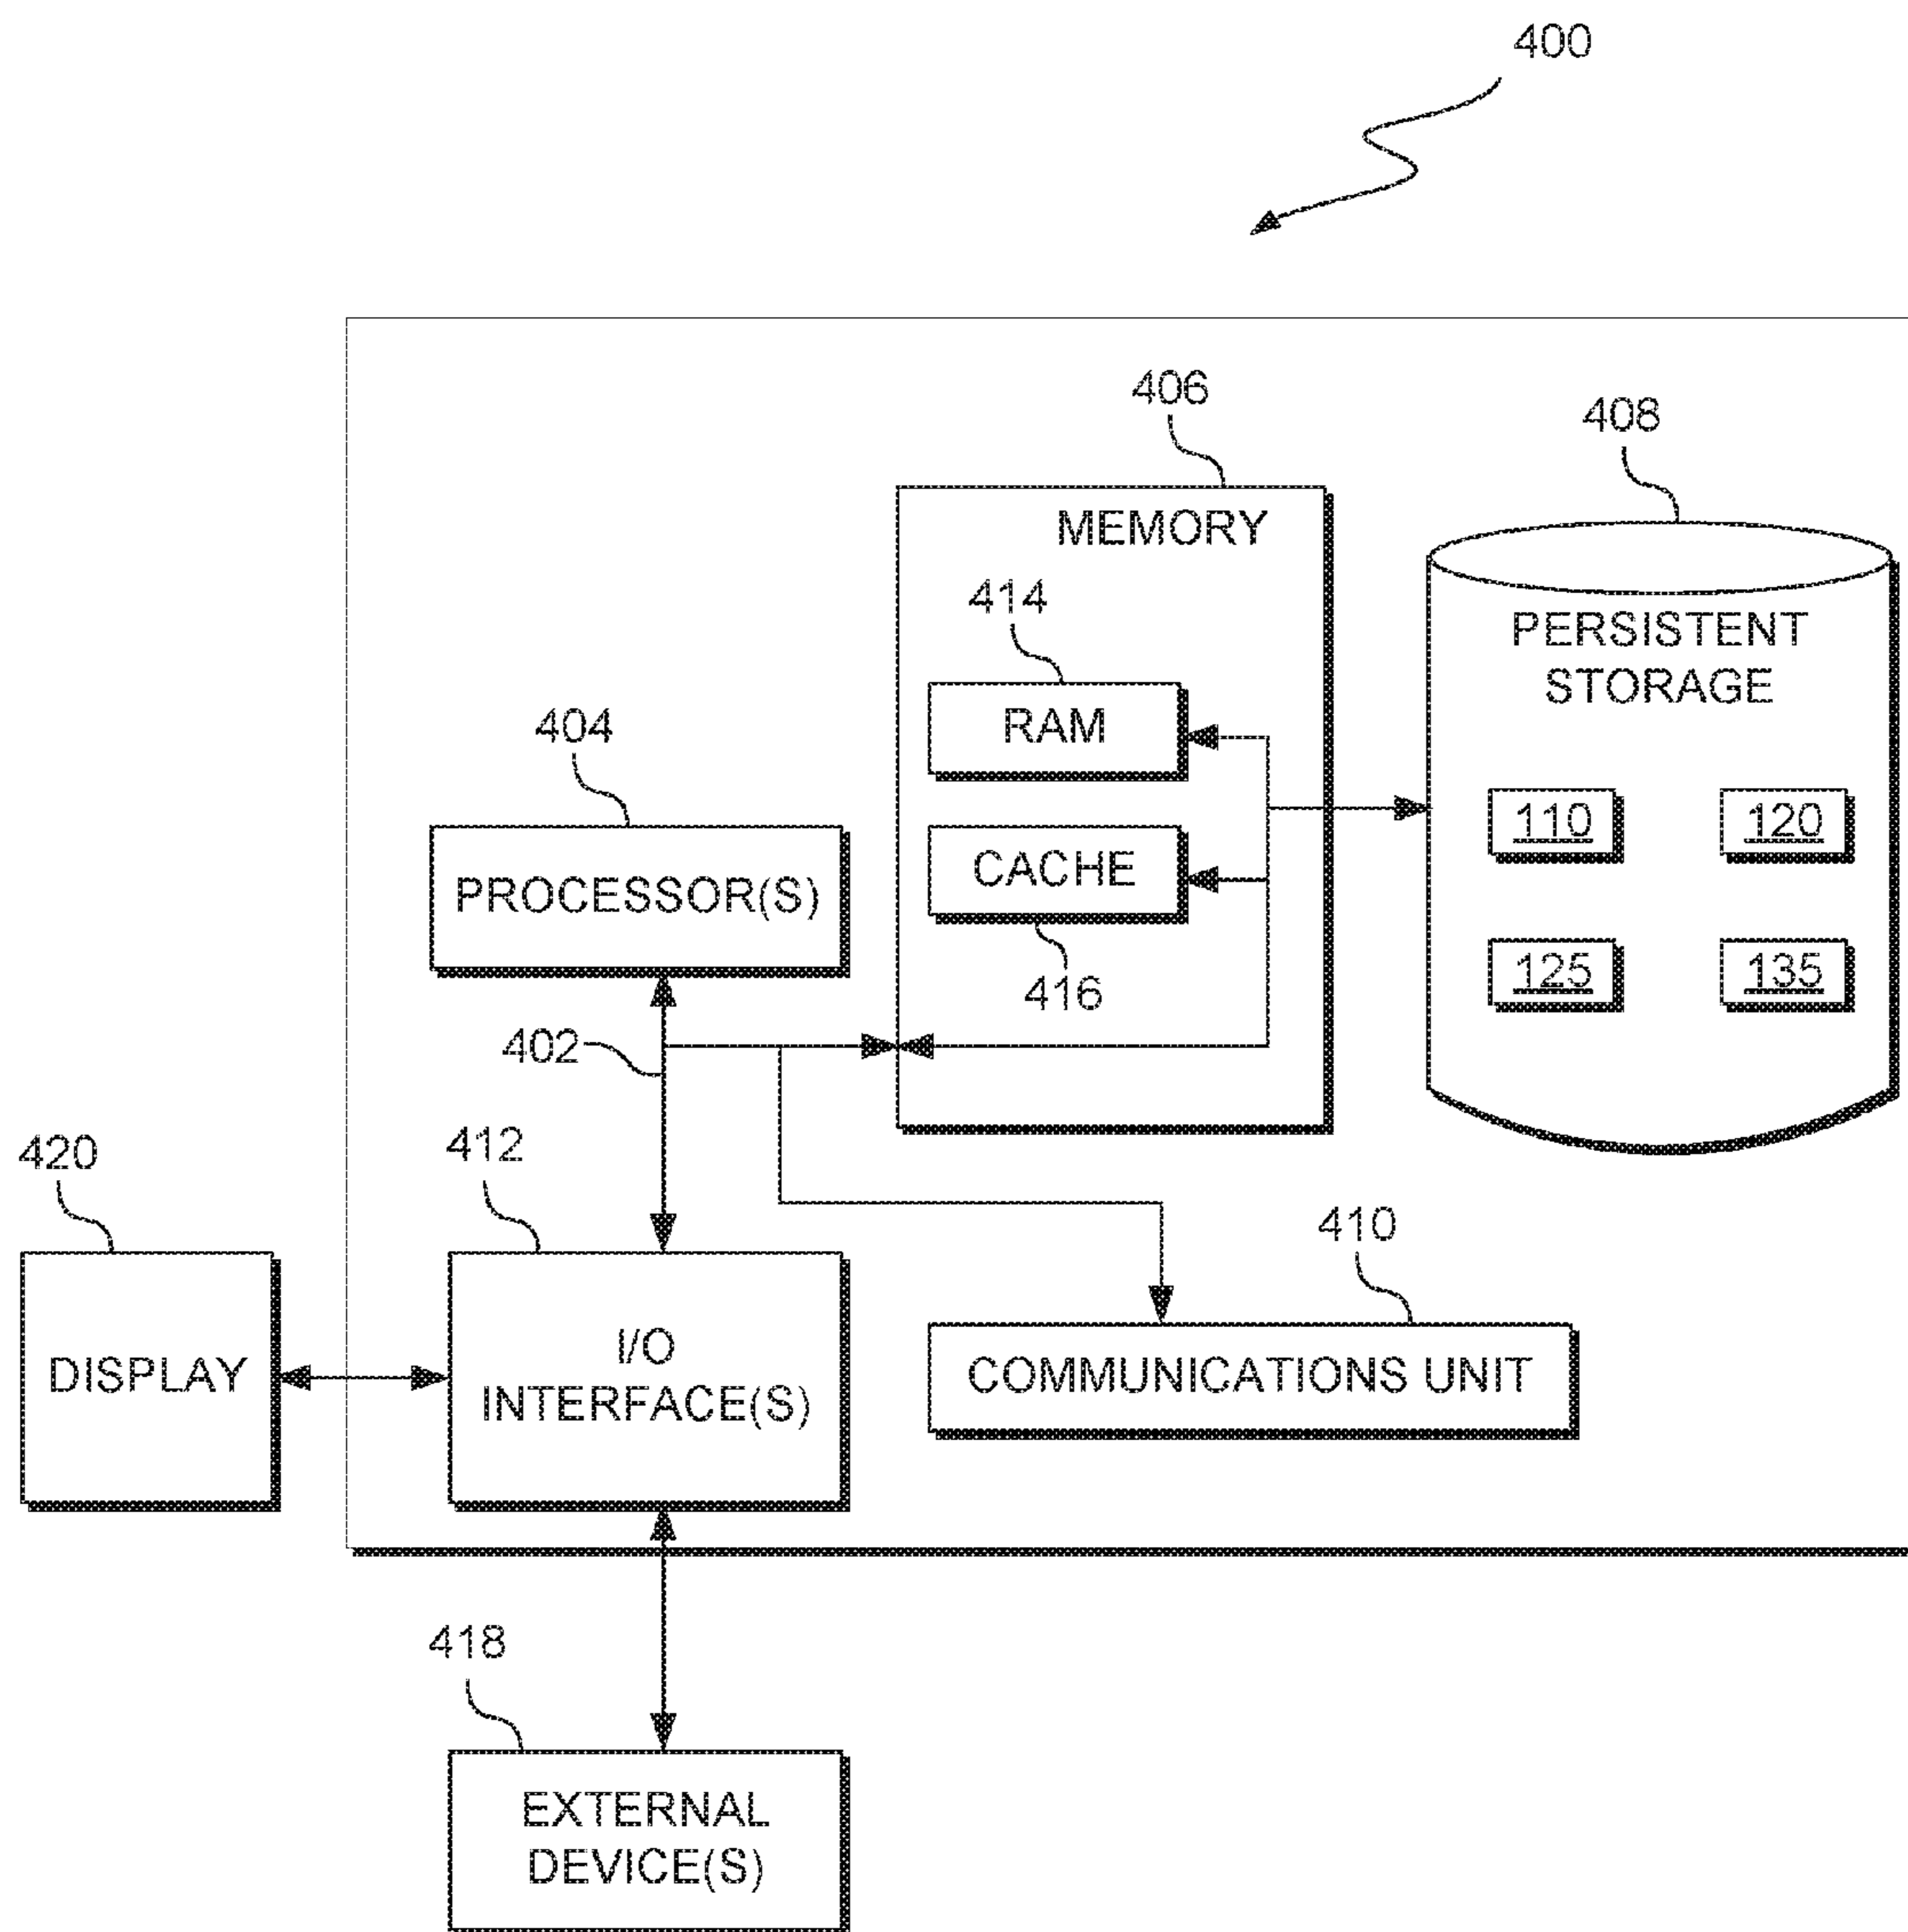 400
406
408
MEMORY
414
PERSISTENT
STORAGE
RAM
404
110
120
CACHE
PROCESSOR(S)
125
135
416
402
420
412
410
I/O
INTERFACE(S)
DISPLAY
COMMUNICATIONS UNIT
418
EXTERNAL
DEVICE(S)